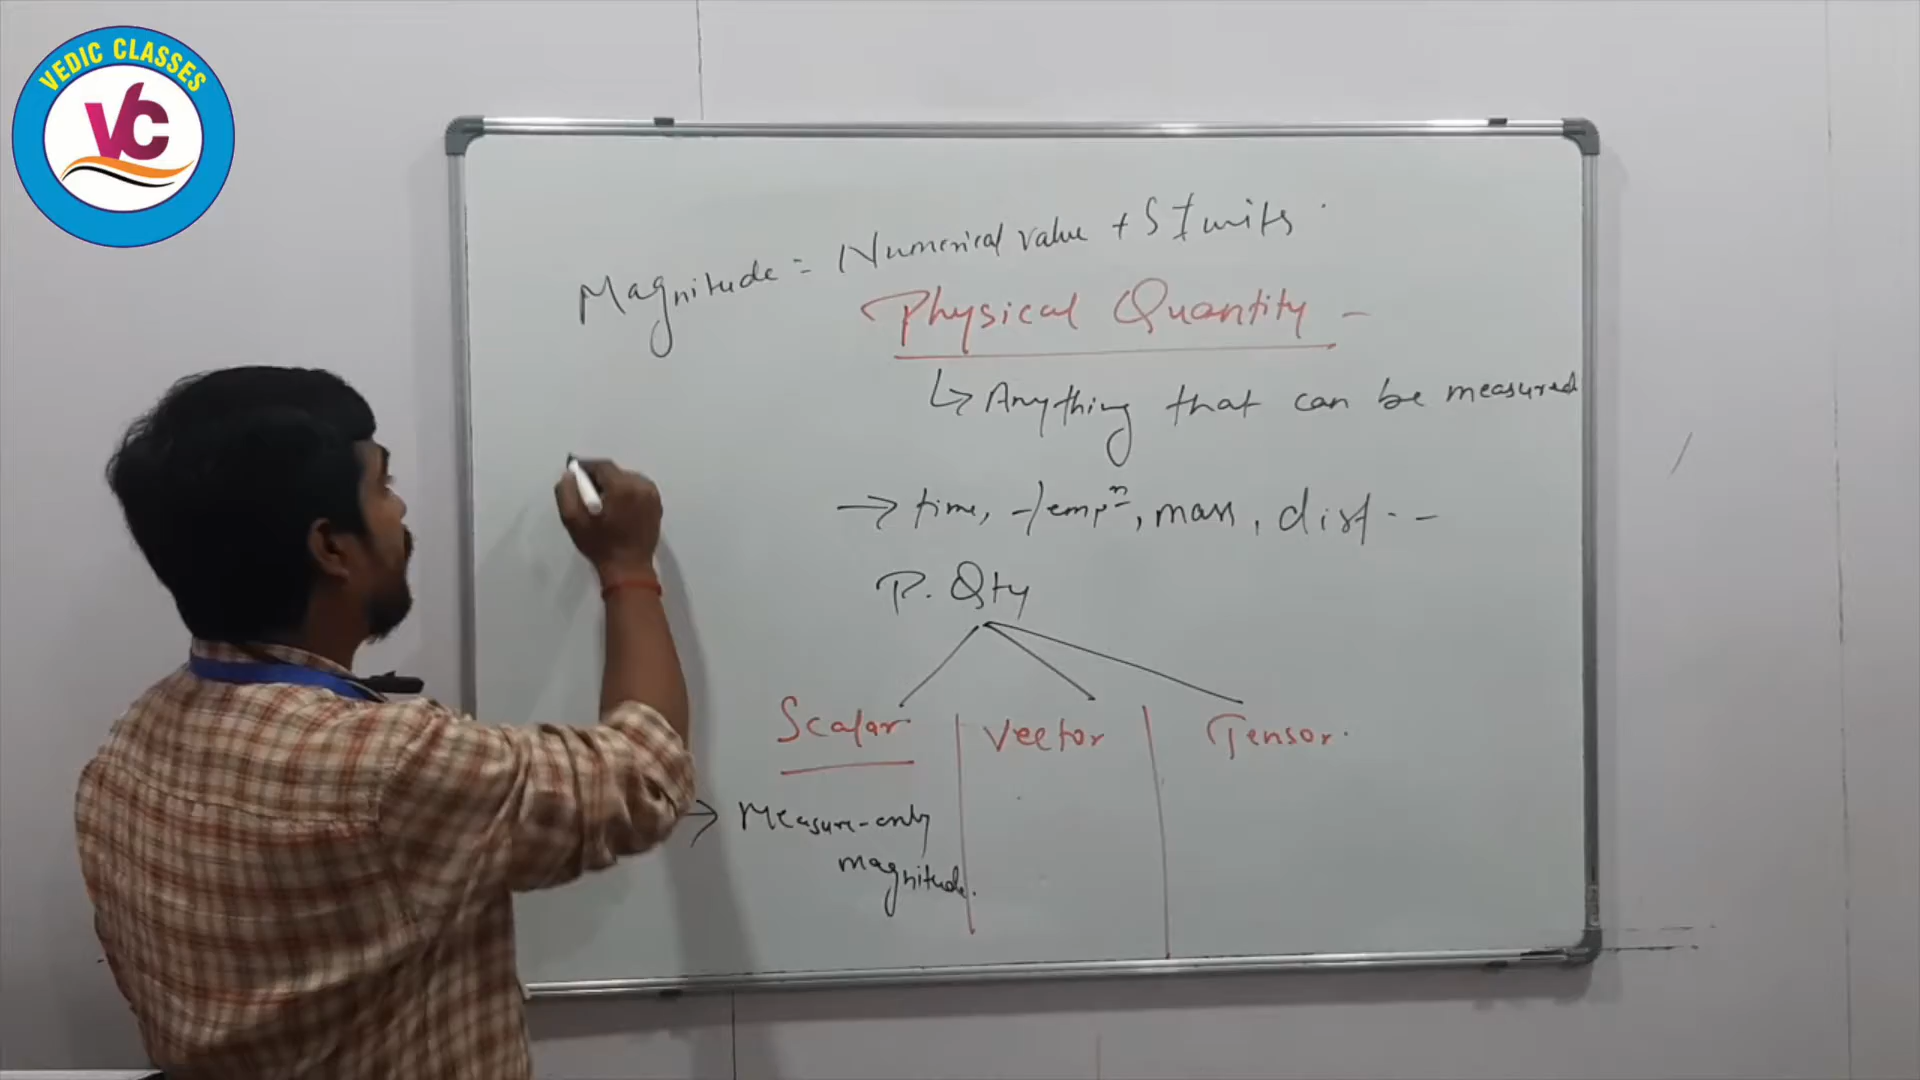 VEDIC CLASSES
VC
Magnitude = Numerical value + SI units.
Physical Quantity -
↳ Anything that can be measured
→ time, tempⁿ, mass, dist. -
P. Qty
Scalar Vector Tensor.
→ Measure-only
magnitude.